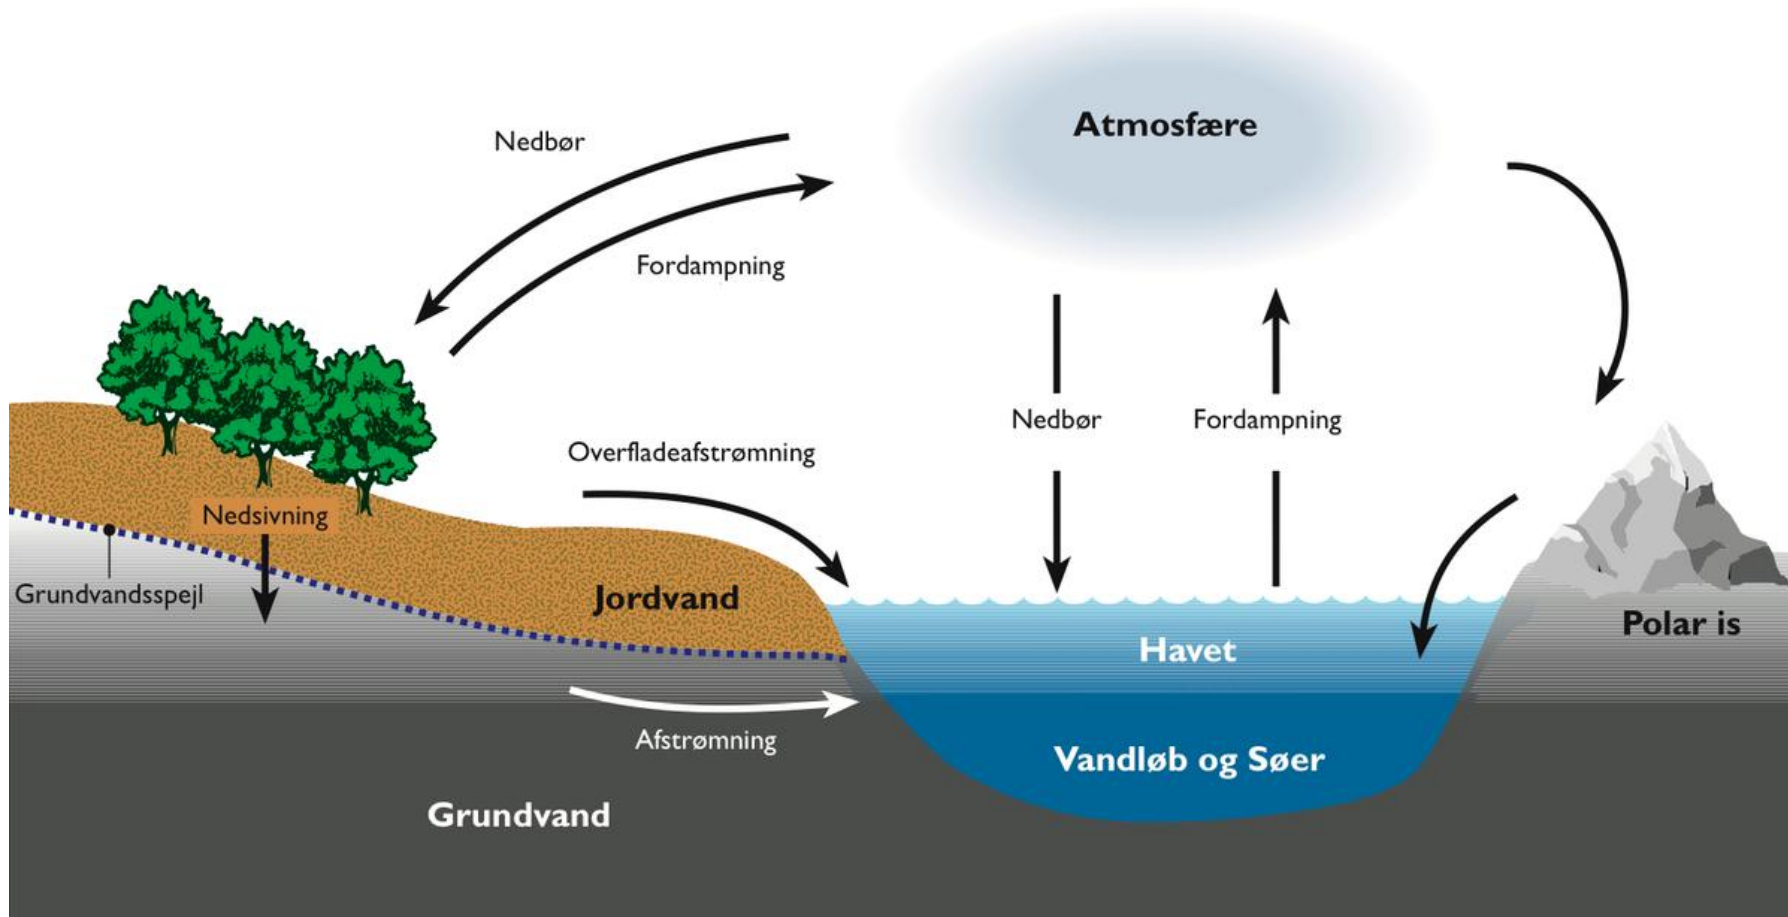 Atmosfære
Nedbør
Fordampning
Nedbør
Fordampning
Overfladeafstrømning
Nedsivning
Grundvandsspejl
Jordvand
Polar is
Havet
Afstrømning
Vandløb og Søer
Grundvand